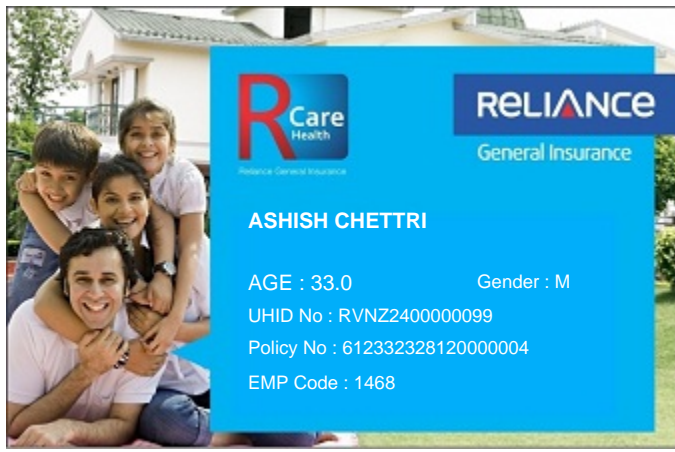 R Care
Health
Reliance General Insurance
RELIANCE
General Insurance
ASHISH CHETTRI
AGE : 33.0 Gender : M
UHID No : RVNZ2400000099
Policy No : 612332328120000004
EMP Code : 1468